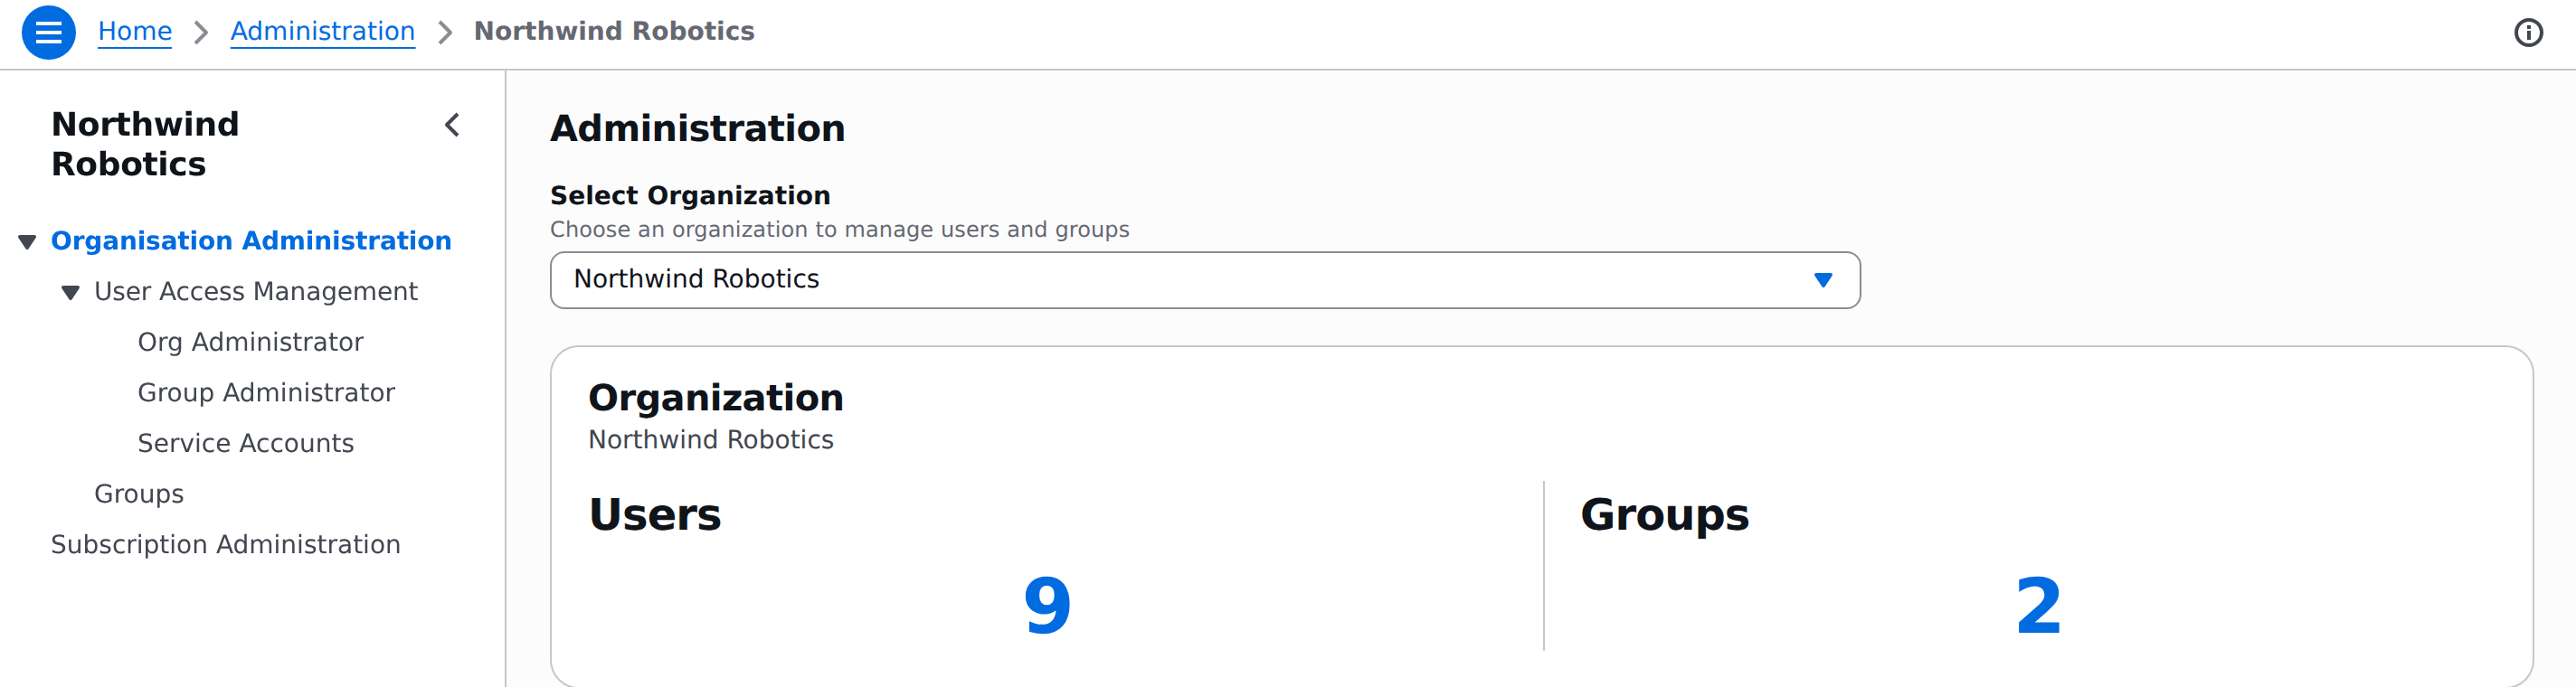 Home Administration Northwind Robotics
Northwind
Robotics
Organisation Administration
User Access Management
Org Administrator
Group Administrator
Service Accounts
Groups
Subscription Administration
Administration
Select Organization
Choose an organization to manage users and groups
Northwind Robotics
Organization
Northwind Robotics
Users
9
Groups
2